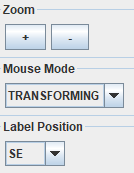 Zoom
+ -
Mouse Mode
TRANSFORMING
Label Position
SE